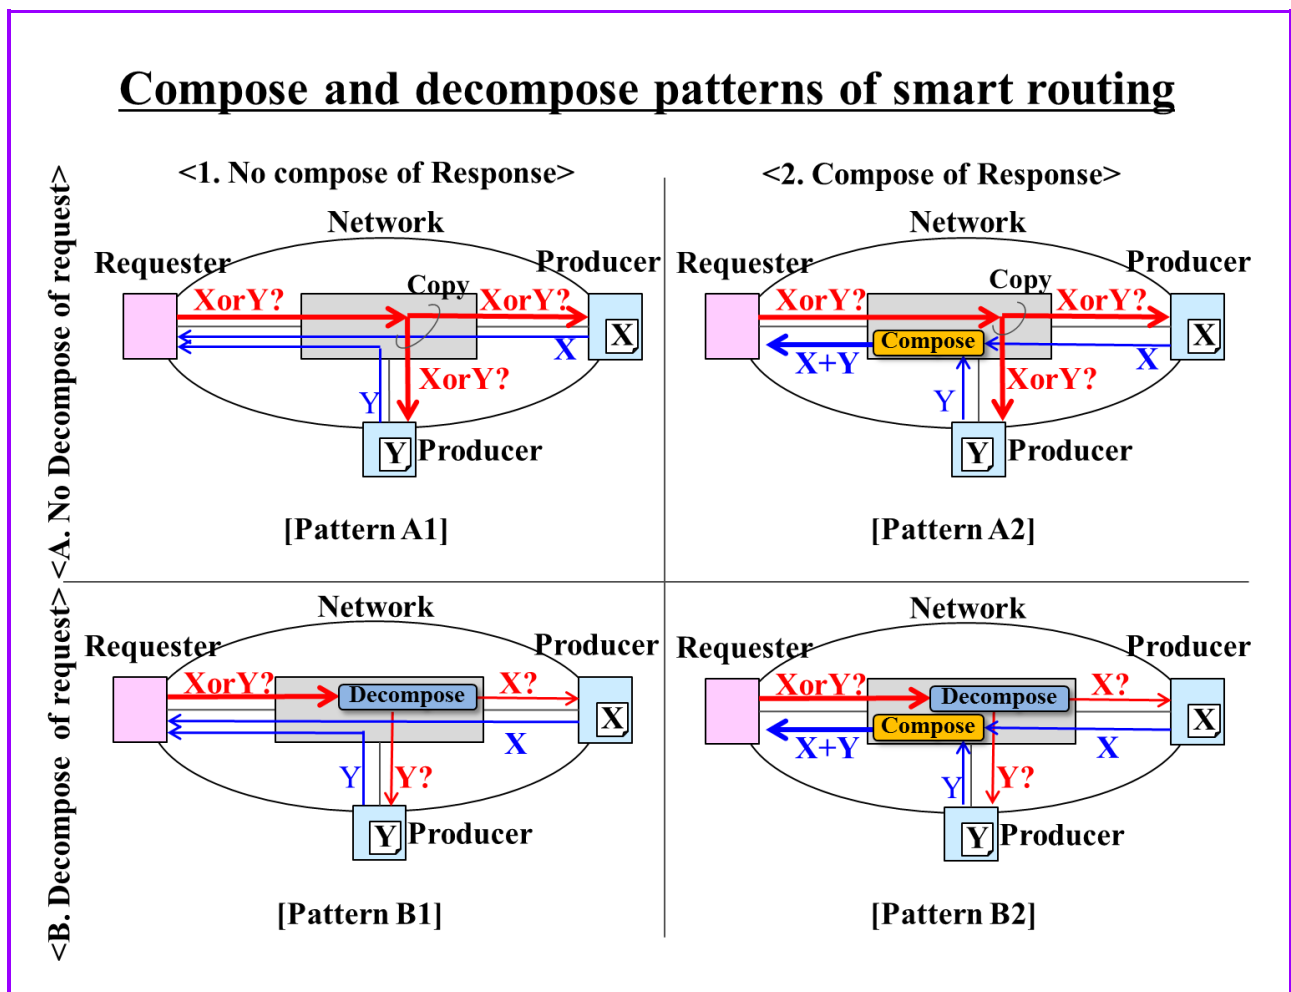 Compose and decompose patterns of smart routing
<1. No compose of Response>
<2. Compose of Response>
<A. No Decompose of request>
Network
Requester
Producer
Copy
XorY?
XorY?
X
X
XorY?
Y
Y
Producer
[Pattern A1]
Network
Requester
Producer
Copy
XorY?
XorY?
Compose
X
X+Y
X
XorY?
Y
Y
Producer
[Pattern A2]
<B. Decompose of request>
Network
Requester
Producer
XorY?
Decompose
X?
X
X
Y
Y?
Y
Producer
[Pattern B1]
Network
Requester
Producer
XorY?
Decompose
X?
Compose
X
X+Y
X
Y
Y?
Y
Producer
[Pattern B2]